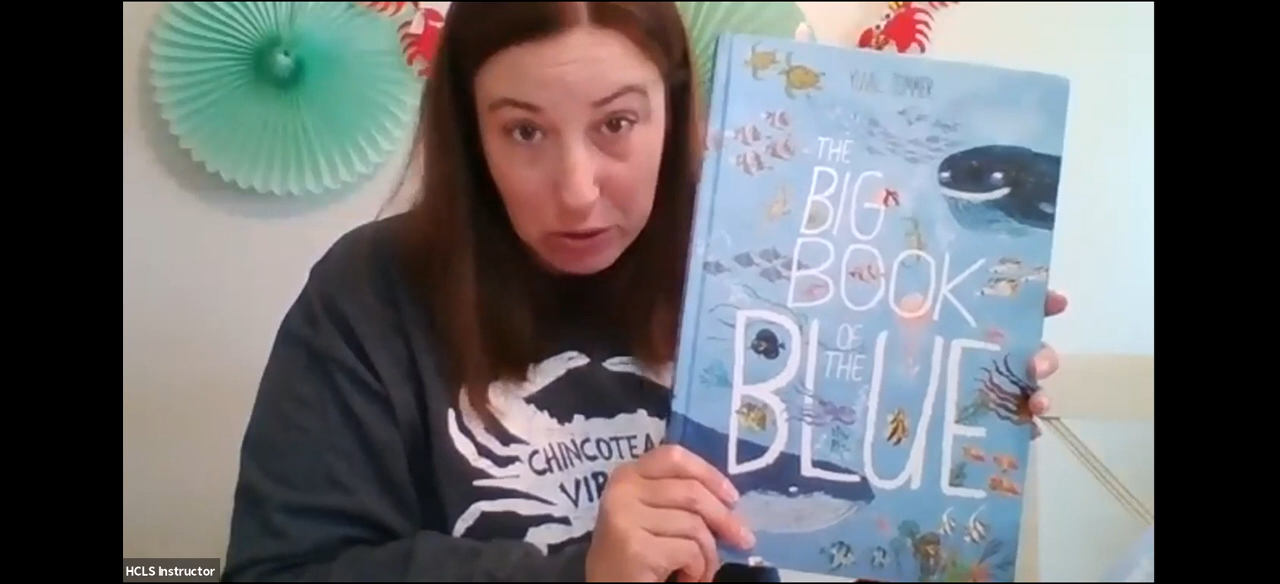 YUVAL ZOMMER
THE
BIG
BOOK
OF
THE
BLUE
CHINCOTEA
VIR
HCLS Instructor